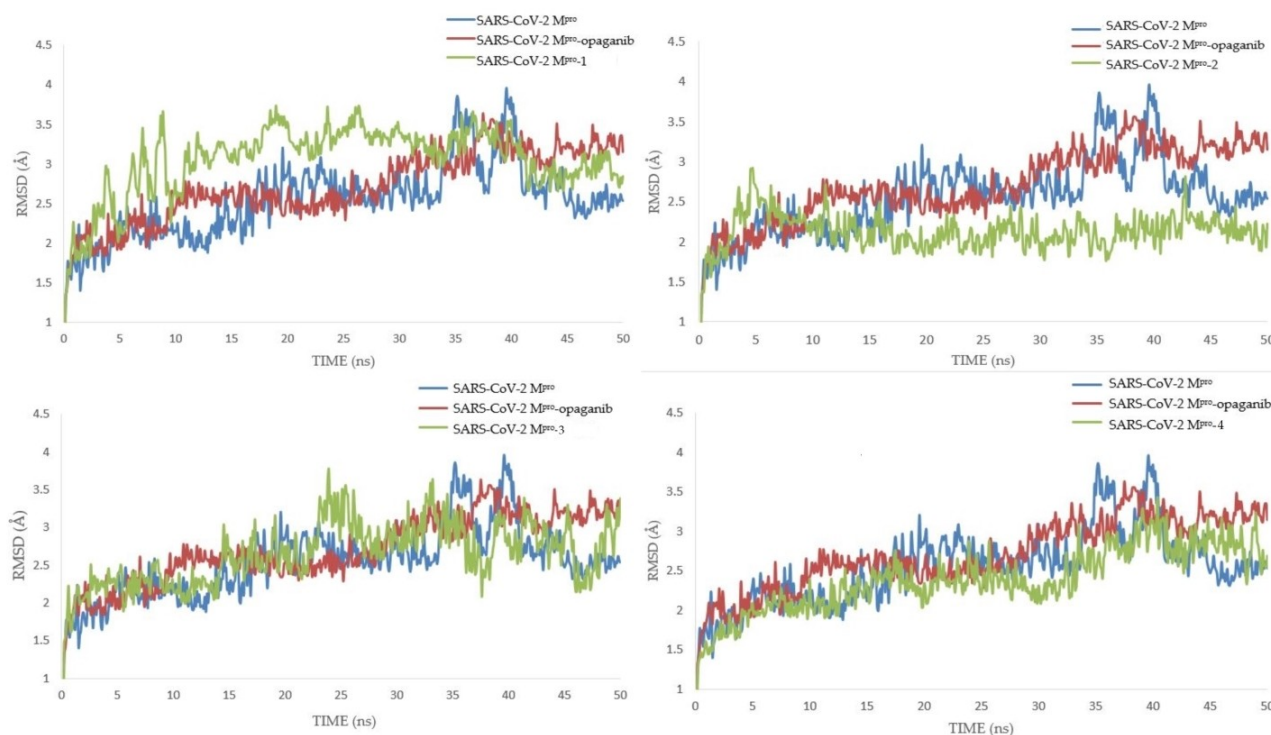 SARS-CoV-2 Mᵖʳᵒ
SARS-CoV-2 Mᵖʳᵒ-opaganib
SARS-CoV-2 Mᵖʳᵒ-1
4.5
4
3.5
3
2.5
2
1.5
1
RMSD (Å)
0 5 10 15 20 25 30 35 40 45 50
TIME (ns)
SARS-CoV-2 Mᵖʳᵒ
SARS-CoV-2 Mᵖʳᵒ-opaganib
SARS-CoV-2 Mᵖʳᵒ-2
4.5
4
3.5
3
2.5
2
1.5
1
RMSD (Å)
0 5 10 15 20 25 30 35 40 45 50
TIME (ns)
SARS-CoV-2 Mᵖʳᵒ
SARS-CoV-2 Mᵖʳᵒ-opaganib
SARS-CoV-2 Mᵖʳᵒ-3
4.5
4
3.5
3
2.5
2
1.5
1
RMSD (Å)
0 5 10 15 20 25 30 35 40 45 50
TIME (ns)
SARS-CoV-2 Mᵖʳᵒ
SARS-CoV-2 Mᵖʳᵒ-opaganib
SARS-CoV-2 Mᵖʳᵒ-4
4.5
4
3.5
3
2.5
2
1.5
1
RMSD (Å)
0 5 10 15 20 25 30 35 40 45 50
TIME (ns)